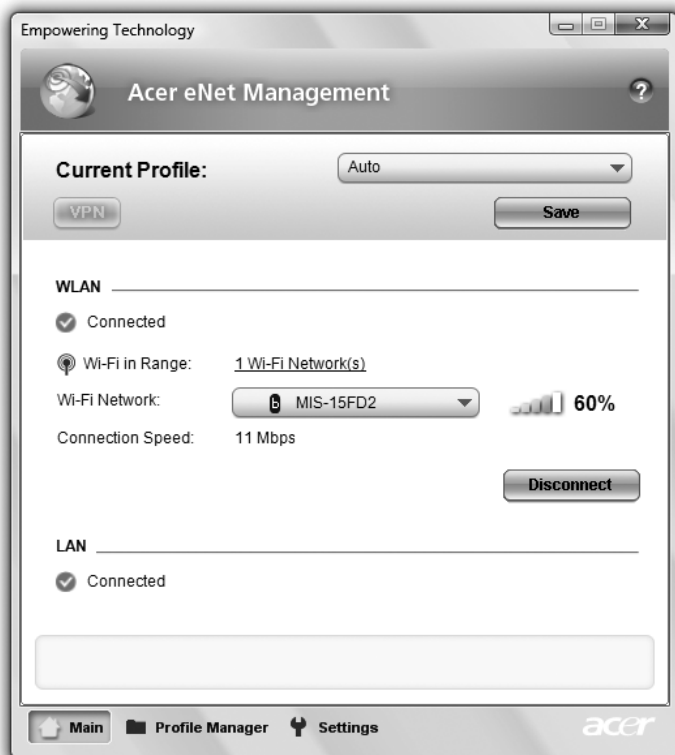 Empowering Technology
Acer eNet Management ?
Current Profile: Auto
VPN Save
WLAN
Connected
Wi-Fi in Range: 1 Wi-Fi Network(s)
Wi-Fi Network: b MIS-15FD2 60%
Connection Speed: 11 Mbps
Disconnect
LAN
Connected
Main Profile Manager Settings acer